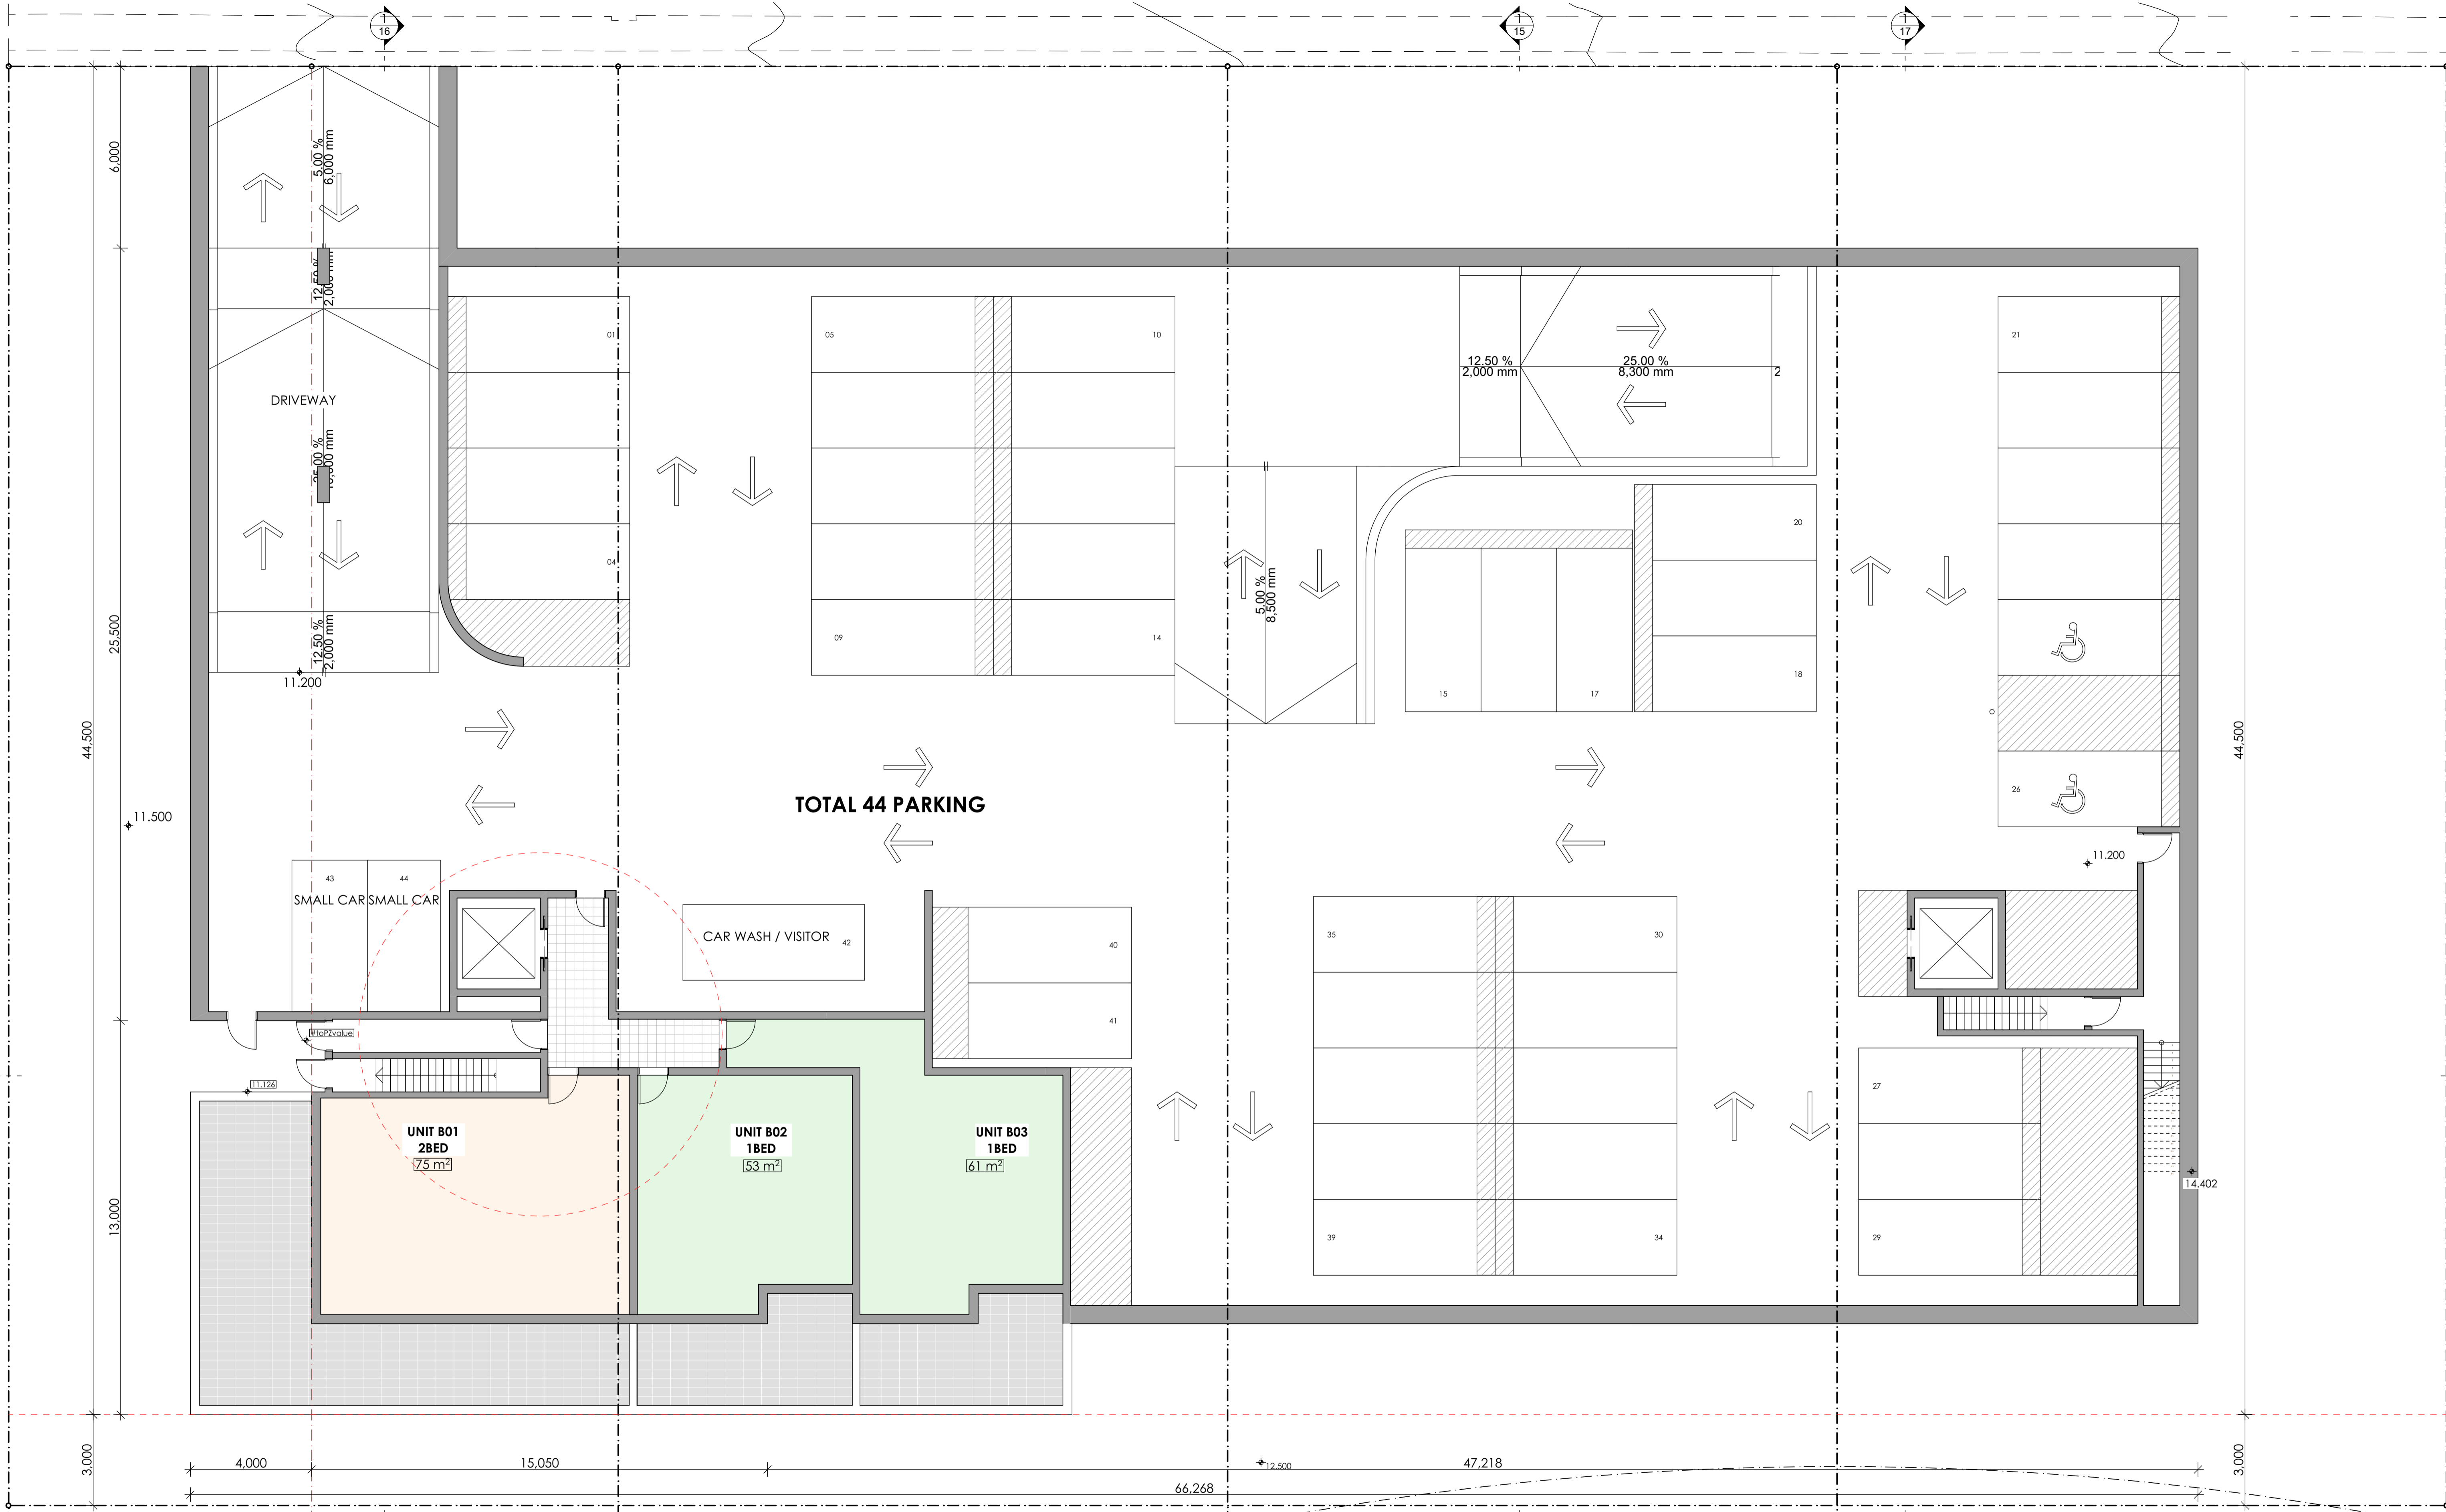 1
16
1
15
1
17
6,000
5.00 %
6,000 mm
12.50 %
2,000 mm
01
05
10
21
12.50 %
2,000 mm
25.00 %
8,300 mm
2
DRIVEWAY
25.00 %
20
04
5.00 %
8,500 mm
25,500
12.50 %
2,000 mm
09
14
18
15
17
11.200
44,500
44,500
26
TOTAL 44 PARKING
11.500
11.200
43
44
SMALL CAR
SMALL CAR
CAR WASH / VISITOR
42
40
35
30
41
#toPZvalue
11.126
27
UNIT B01
2BED
75 m²
UNIT B02
1BED
53 m²
UNIT B03
1BED
61 m²
14.402
13,000
39
34
29
3,000
4,000
15,050
12.500
47,218
3,000
66,268